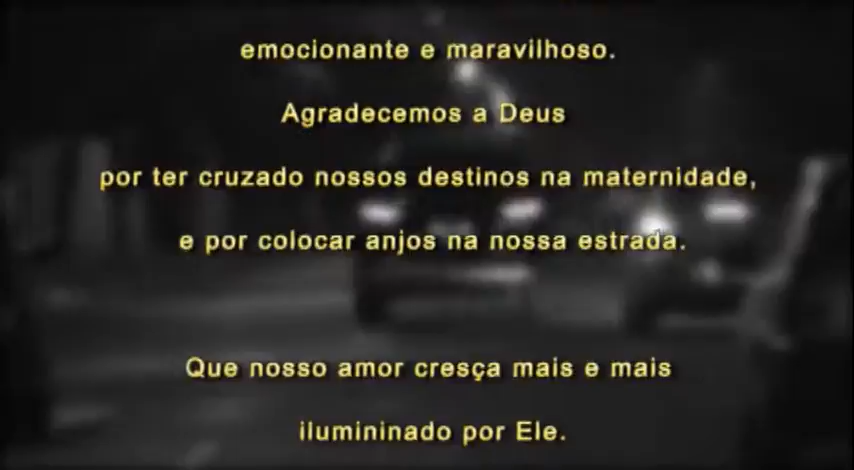 emocionante e maravilhoso.
Agradecemos a Deus
por ter cruzado nossos destinos na maternidade,
e por colocar anjos na nossa estrada.
Que nosso amor cresça mais e mais
ilumininado por Ele.